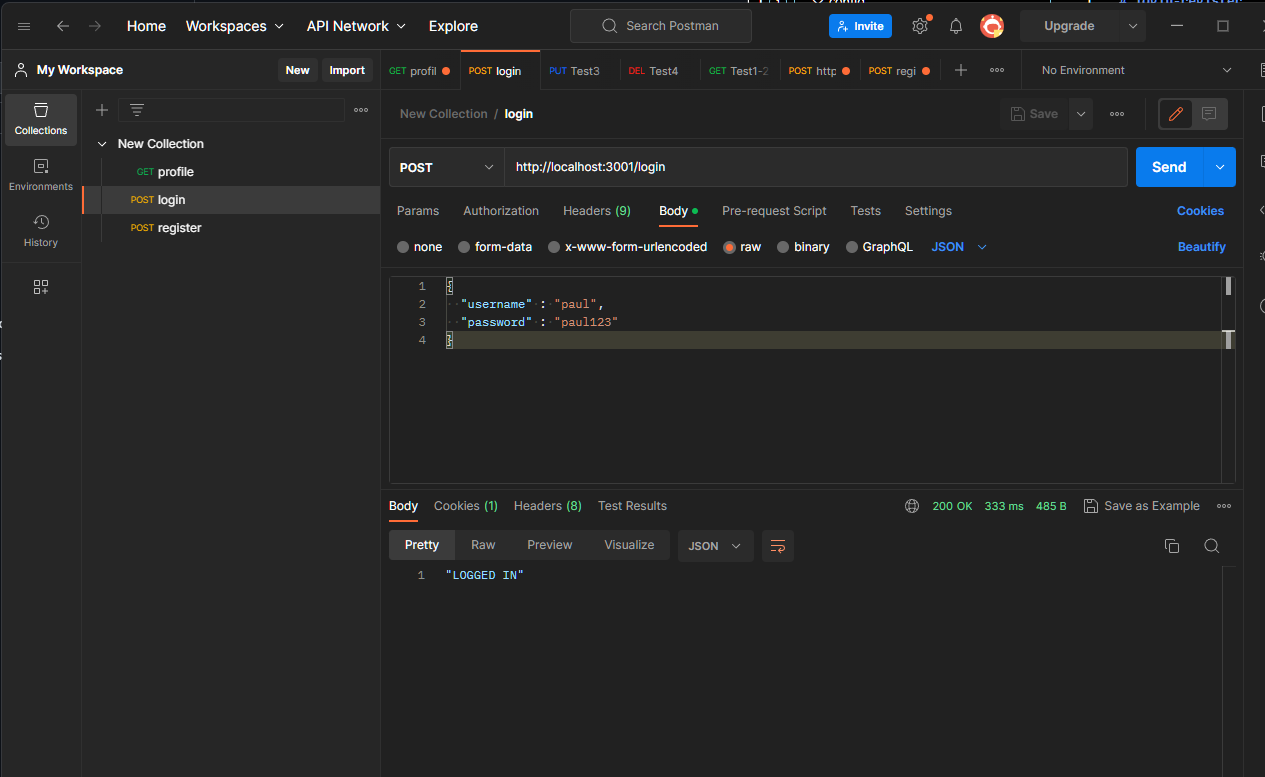 Home Workspaces API Network Explore Search Postman Invite Upgrade
My Workspace New Import GET profil POST login PUT Test3 DEL Test4 GET Test1-2 POST http POST regi No Environment
Collections
Environments
History
New Collection
GET profile
POST login
POST register
New Collection / login Save
POST http://localhost:3001/login Send
Params Authorization Headers (9) Body Pre-request Script Tests Settings Cookies
none form-data x-www-form-urlencoded raw binary GraphQL JSON Beautify
1 {
2 "username" : "paul",
3 "password" : "paul123"
4 }
Body Cookies (1) Headers (8) Test Results 200 OK 333 ms 485 B Save as Example
Pretty Raw Preview Visualize JSON
1 "LOGGED IN"